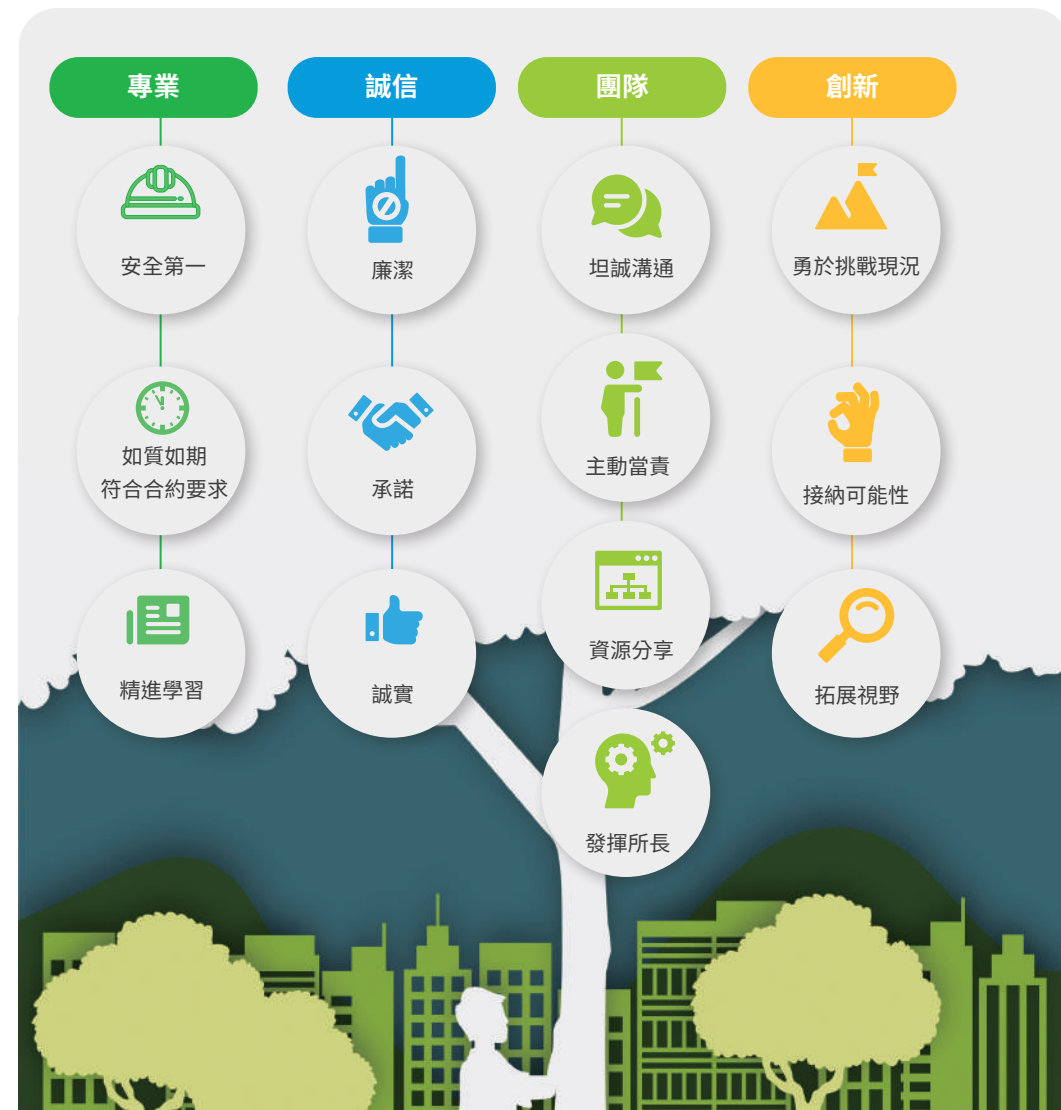 專業
安全第一
如質如期
符合合約要求
精進學習
誠信
廉潔
承諾
誠實
團隊
坦誠溝通
主動當責
資源分享
發揮所長
創新
勇於挑戰現況
接納可能性
拓展視野